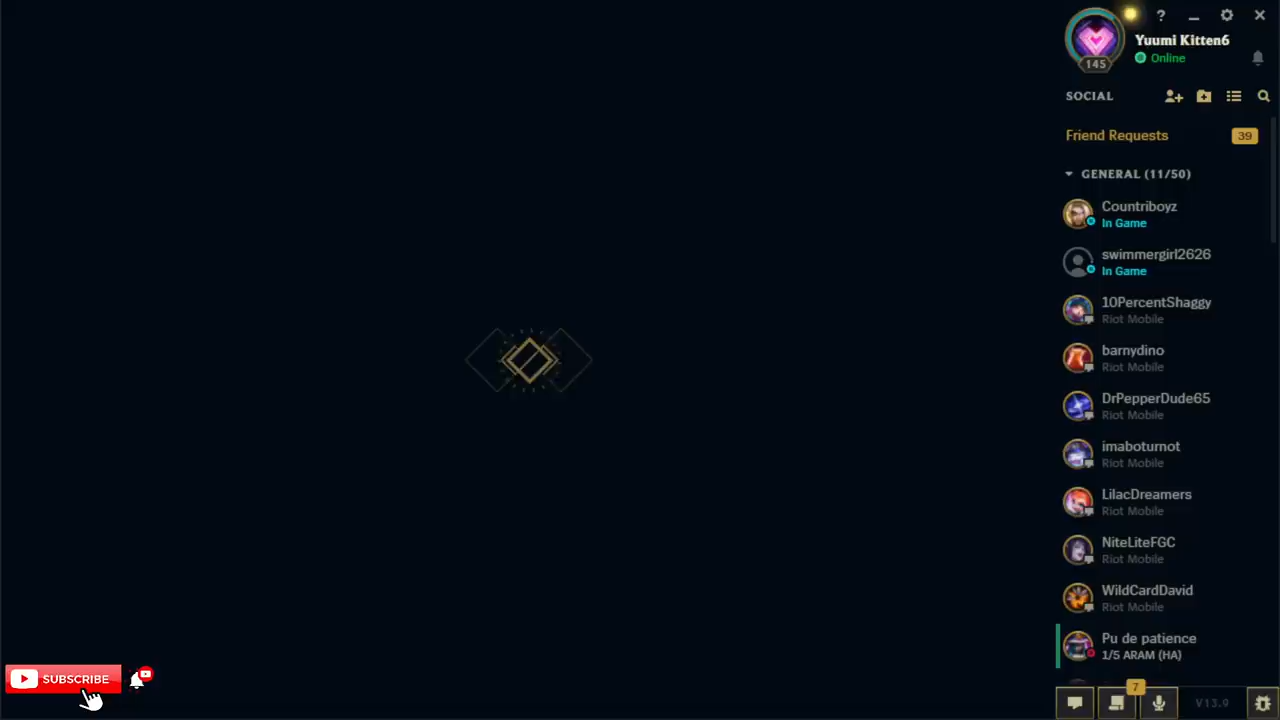 ?
Yuumi Kitten6
145
Online
SOCIAL
Friend Requests
39
GENERAL (11/50)
Countriboyz
In Game
swimmergirl2626
In Game
10PercentShaggy
Riot Mobile
barnydino
Riot Mobile
DrPepperDude65
Riot Mobile
imaboturnot
Riot Mobile
LilacDreamers
Riot Mobile
NiteLiteFGC
Riot Mobile
WildCardDavid
Riot Mobile
Pu de patience
1/5 ARAM (HA)
SUBSCRIBE
7
V13.9